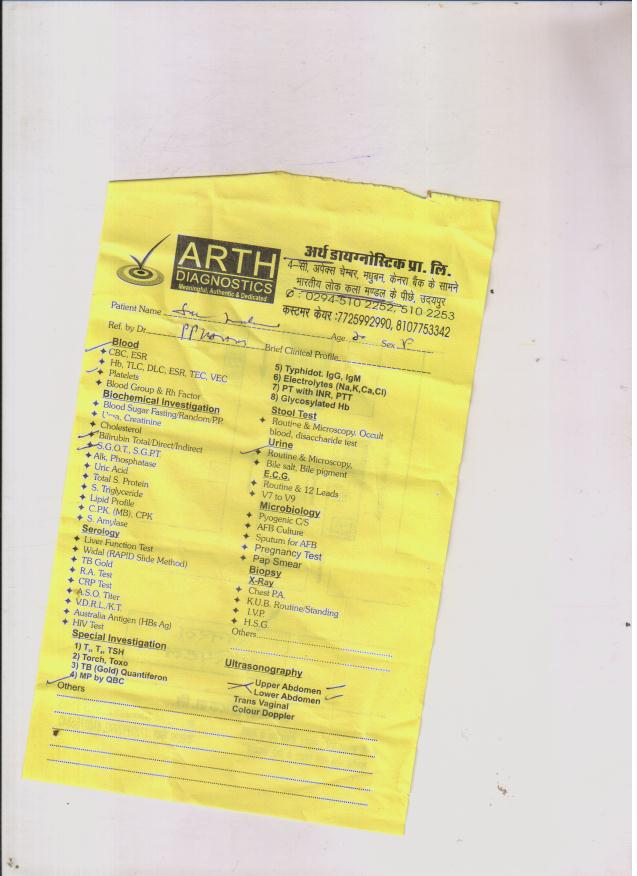 ARTH
DIAGNOSTICS
Meaningful, Authentic & Dedicated
अर्थ डायग्नोस्टिक प्रा. लि.
4-सी, अपेक्स चेम्बर, मधुबन, केनरा बैंक के सामने
भारतीय लोक कला मण्डल के पीछे, उदयपुर
✆ : 0294-510 2252, 510 2253
कस्टमर केयर :7725992990, 8107753342
Patient Name
Age Sex
Ref. by Dr
Brief Clinical Profile
Blood
CBC, ESR
Hb, TLC, DLC, ESR, TEC, VEC
Platelets
Blood Group & Rh Factor
Biochemical Investigation
Blood Sugar Fasting/Random/P.P.
Urea, Creatinine
Cholesterol
Bilirubin Total/Direct/Indirect
S.G.O.T., S.G.P.T.
Alk. Phosphatase
Uric Acid
Total S. Protein
S. Triglyceride
Lipid Profile
C.P.K. (MB), CPK
S. Amylase
Serology
Liver Function Test
Widal (RAPID Slide Method)
TB Gold
R.A. Test
CRP Test
A.S.O. Titer
V.D.R.L./K.T.
Australia Antigen (HBs Ag)
HIV Test
Special Investigation
1) T₃, T₄, TSH
2) Torch, Toxo
3) TB (Gold) Quantiferon
4) MP by QBC
Others
5) Typhidot. IgG, IgM
6) Electrolytes (Na,K,Ca,Cl)
7) PT with INR, PTT
8) Glycosylated Hb
Stool Test
Routine & Microscopy, Occult
blood, disaccharide test
Urine
Routine & Microscopy,
Bile salt, Bile pigment
E.C.G.
Routine & 12 Leads
V7 to V9
Microbiology
Pyogenic C/S
AFB Culture
Sputum for AFB
Pregnancy Test
Pap Smear
Biopsy
X-Ray
Chest P.A.
K.U.B. Routine/Standing
I.V.P.
H.S.G.
Others
Ultrasonography
Upper Abdomen
Lower Abdomen
Trans Vaginal
Colour Doppler